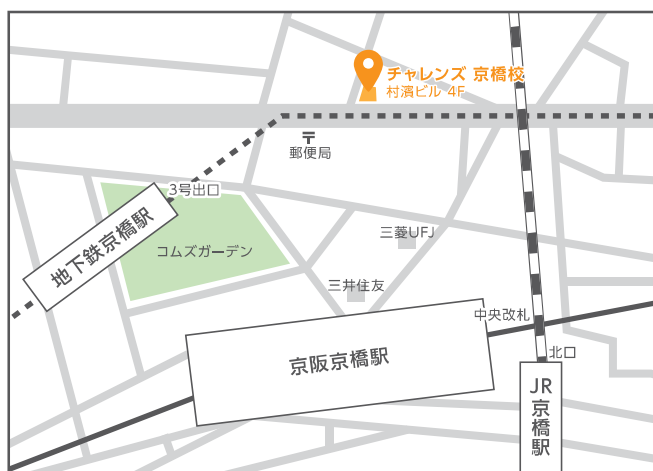 チャレンズ 京橋校
村濱ビル 4F
〒
郵便局
3号出口
地下鉄京橋駅
コムズガーデン
三菱UFJ
三井住友
中央改札
京阪京橋駅
北口
JR
京橋駅